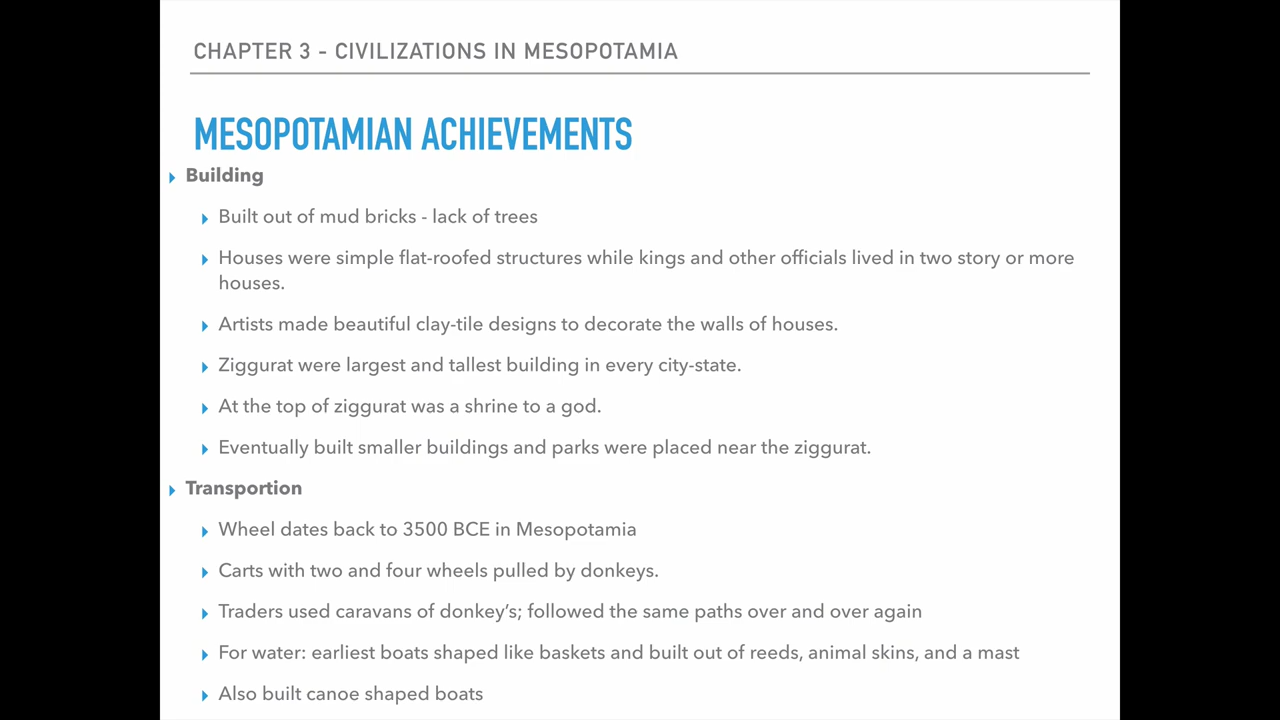 CHAPTER 3 - CIVILIZATIONS IN MESOPOTAMIA
MESOPOTAMIAN ACHIEVEMENTS
Building
Built out of mud bricks - lack of trees
Houses were simple flat-roofed structures while kings and other officials lived in two story or more
houses.
Artists made beautiful clay-tile designs to decorate the walls of houses.
Ziggurat were largest and tallest building in every city-state.
At the top of ziggurat was a shrine to a god.
Eventually built smaller buildings and parks were placed near the ziggurat.
Transportion
Wheel dates back to 3500 BCE in Mesopotamia
Carts with two and four wheels pulled by donkeys.
Traders used caravans of donkey’s; followed the same paths over and over again
For water: earliest boats shaped like baskets and built out of reeds, animal skins, and a mast
Also built canoe shaped boats